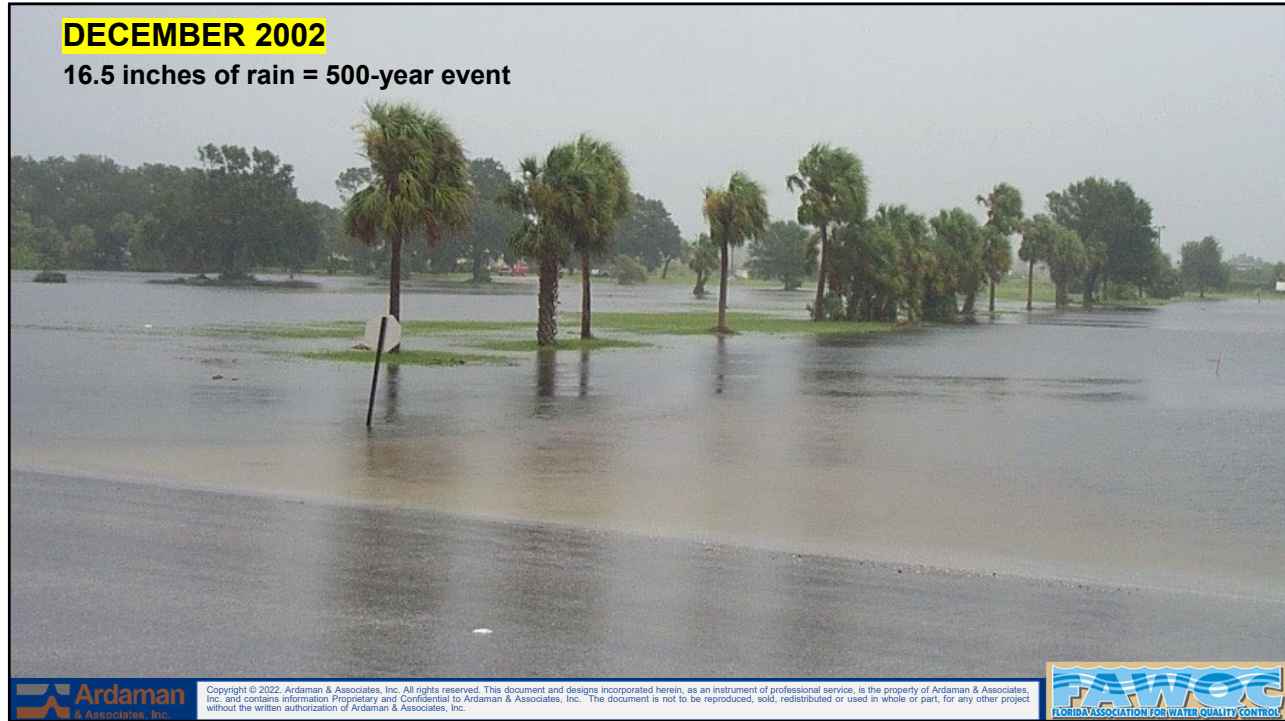 DECEMBER 2002
16.5 inches of rain = 500-year event
Ardaman
& Associates, Inc.
Copyright © 2022. Ardaman & Associates, Inc. All rights reserved. This document and designs incorporated herein, as an instrument of professional service, is the property of Ardaman & Associates,
Inc. and contains information Proprietary and Confidential to Ardaman & Associates, Inc. The document is not to be reproduced, sold, redistributed or used in whole or part, for any other project
without the written authorization of Ardaman & Associates, Inc.
FAWQC
FLORIDA ASSOCIATION FOR WATER QUALITY CONTROL